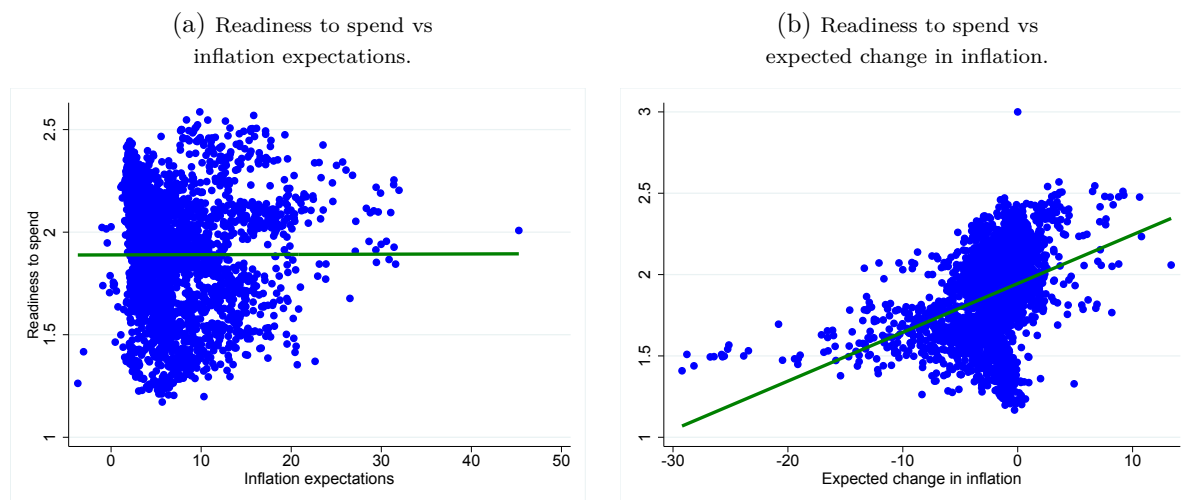 (a) Readiness to spend vs
inflation expectations.
2.5
2
1.5
1
Readiness to spend
0 10 20 30 40 50
Inflation expectations
(b) Readiness to spend vs
expected change in inflation.
3
2.5
2
1.5
1
-30 -20 -10 0 10
Expected change in inflation